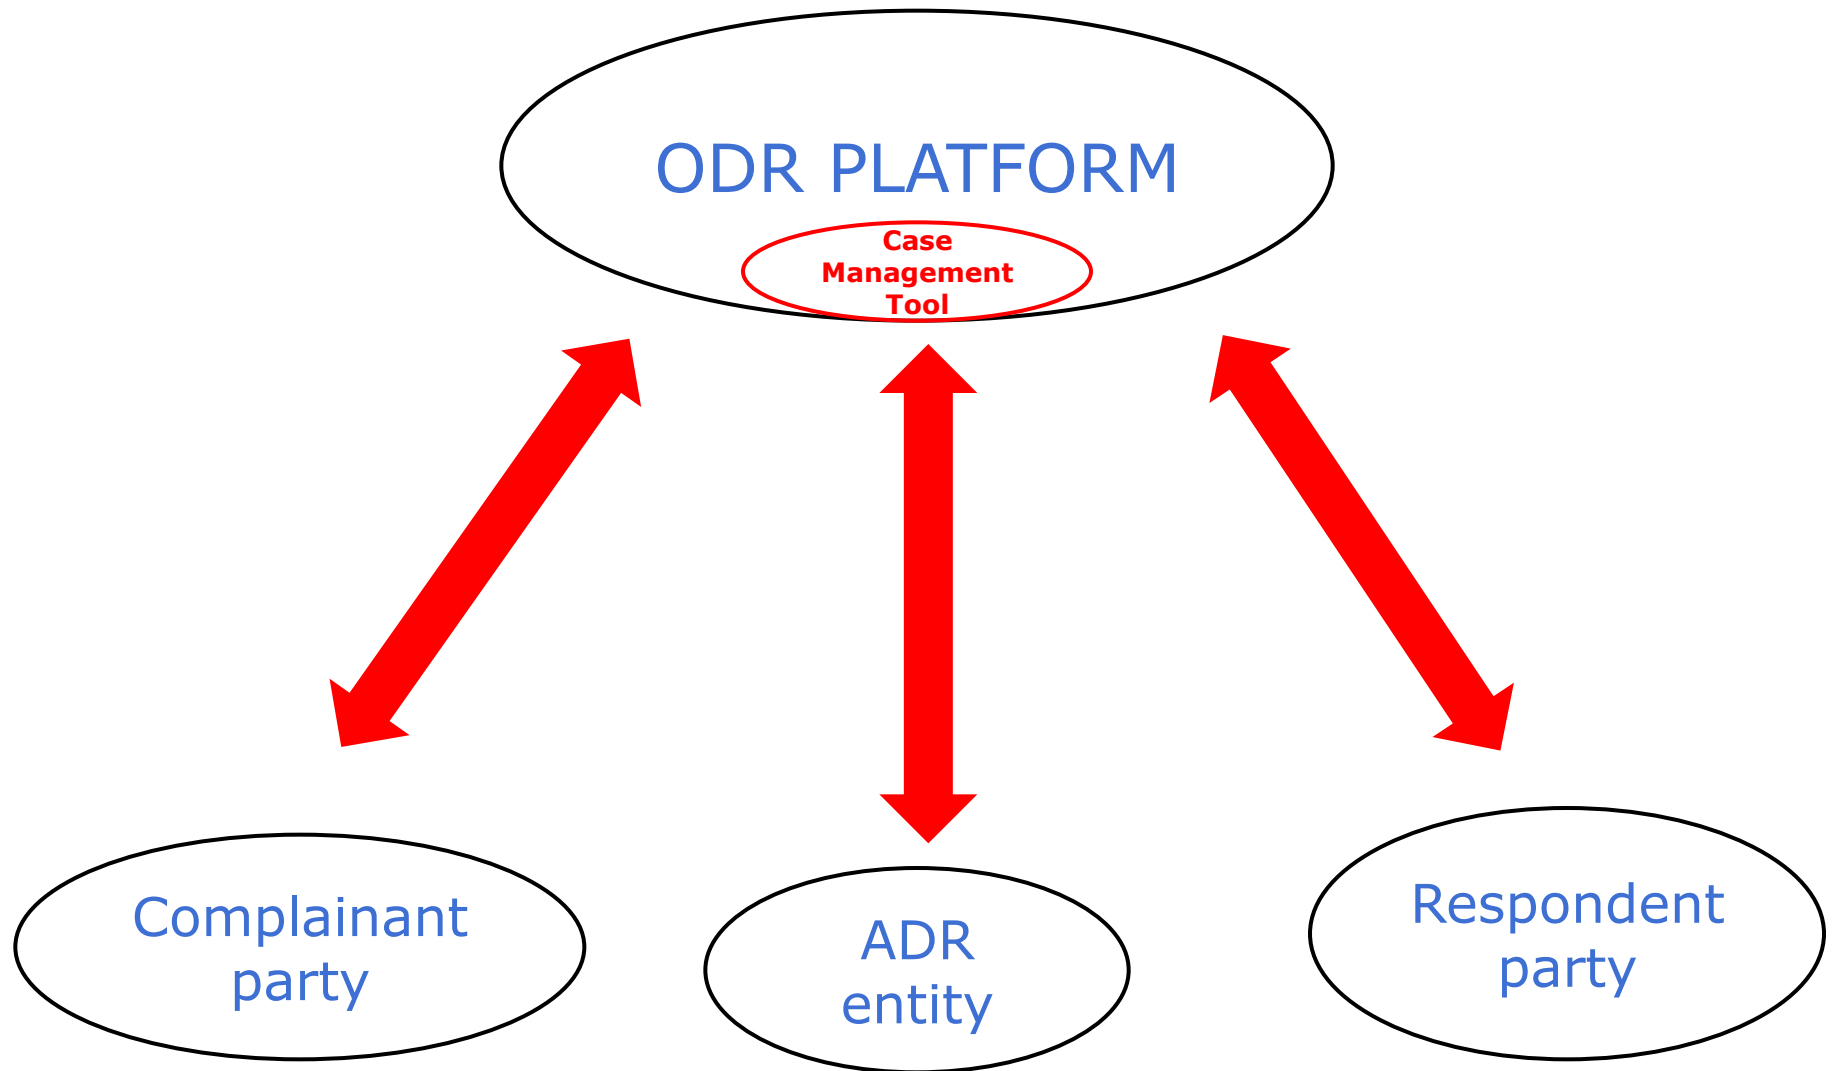 ODR PLATFORM
Case
Management
Tool
Complainant
party
ADR
entity
Respondent
party